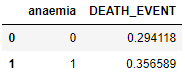 anaemia DEATH_EVENT
0 0 0.294118
1 1 0.356589